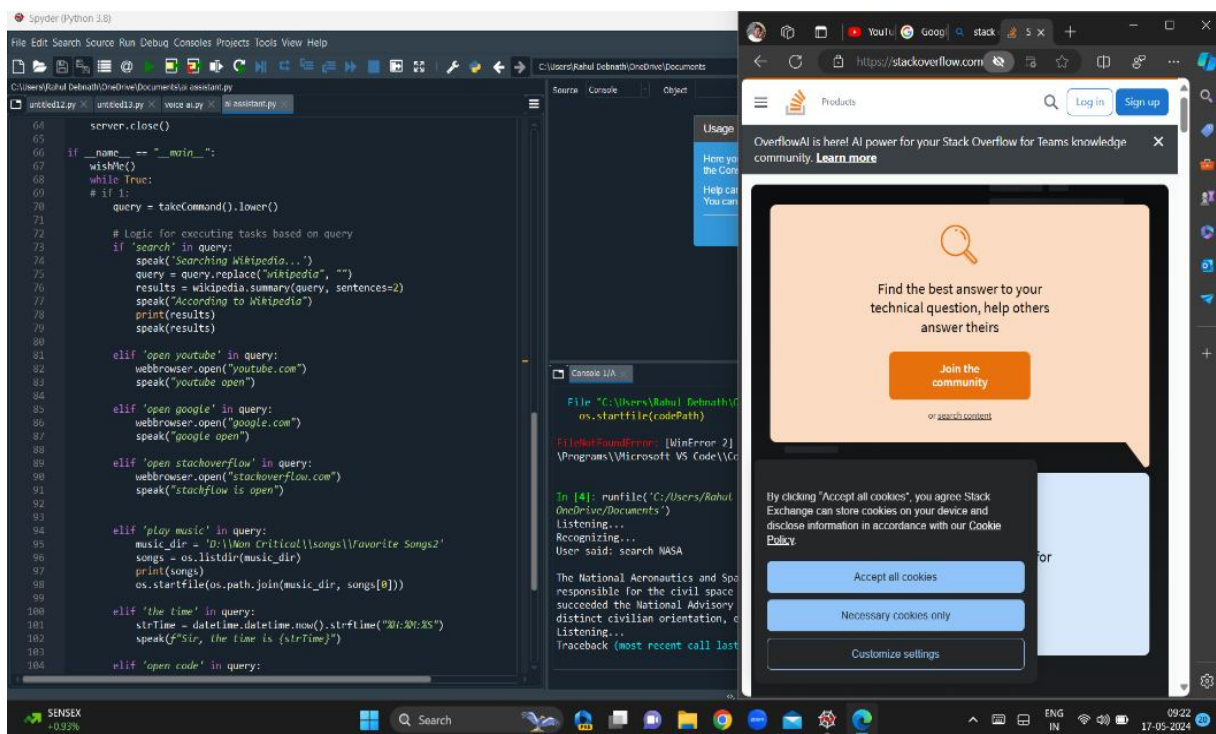 Spyder (Python 3.8)
File Edit Search Source Run Debug Consoles Projects Tools View Help
C:\Users\Rahul Debnath\OneDrive\Documents
C:\Users\Rahul Debnath\OneDrive\Documents\ai assistant.py
untitled12.py untitled13.py voice ai.py ai assistant.py
64 server.close()
65
66 if __name__ == "__main__":
67 wishMe()
68 while True:
69 # if 1:
70 query = takeCommand().lower()
71
72 # Logic for executing tasks based on query
73 if 'search' in query:
74 speak('Searching Wikipedia...')
75 query = query.replace("wikipedia", "")
76 results = wikipedia.summary(query, sentences=2)
77 speak("According to Wikipedia")
78 print(results)
79 speak(results)
80
81 elif 'open youtube' in query:
82 webbrowser.open("youtube.com")
83 speak("youtube open")
84
85 elif 'open google' in query:
86 webbrowser.open("google.com")
87 speak("google open")
88
89 elif 'open stackoverflow' in query:
90 webbrowser.open("stackoverflow.com")
91 speak("stachflow is open")
92
93
94 elif 'play music' in query:
95 music_dir = 'D:\\Non Critical\\songs\\Favorite Songs2'
96 songs = os.listdir(music_dir)
97 print(songs)
98 os.startfile(os.path.join(music_dir, songs[0]))
99
100 elif 'the time' in query:
101 strTime = datetime.datetime.now().strftime("%H:%M:%S")
102 speak(f"Sir, the time is {strTime}")
103
104 elif 'open code' in query:
Source Console Object
Usage
Here yo
the Cons
Help can
You can
Console 1/A
File "C:\Users\Rahul Debnath\O
os.startfile(codePath)
FileNotFoundError: [WinError 2]
\Programs\\Microsoft VS Code\\Co
In [4]: runfile('C:/Users/Rahul
OneDrive/Documents')
Listening...
Recognizing...
User said: search NASA
The National Aeronautics and Spa
responsible for the civil space
succeeded the National Advisory
distinct civilian orientation, e
Listening...
Traceback (most recent call last
YouTu Goog stack S
https://stackoverflow.com
Products
Log in
Sign up
OverflowAI is here! AI power for your Stack Overflow for Teams knowledge
community. Learn more
Find the best answer to your
technical question, help others
answer theirs
Join the
community
or search content
By clicking "Accept all cookies", you agree Stack
Exchange can store cookies on your device and
disclose information in accordance with our Cookie
Policy.
for
Accept all cookies
Necessary cookies only
Customize settings
SENSEX
+0.93%
Search
ENG
IN
09:22
17-05-2024